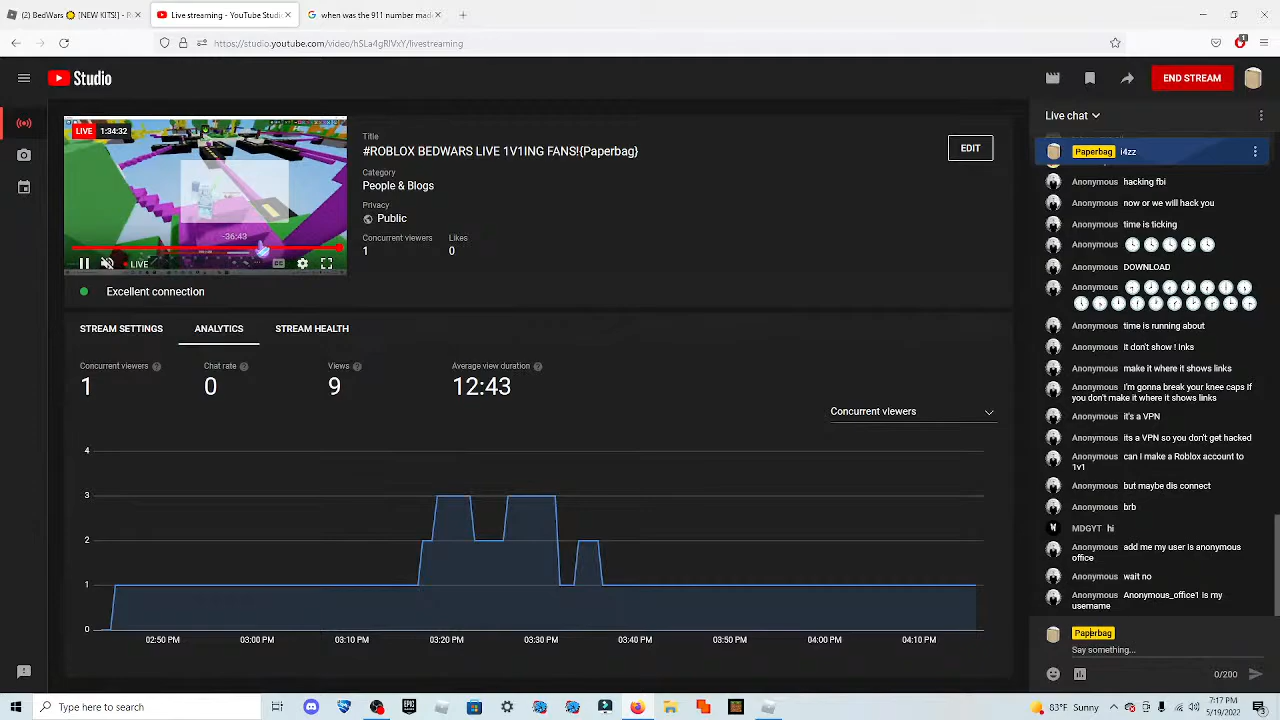 BedWars [NEW KITS!] - R
Live streaming - YouTube Studio
when was the 911 number made
https://studio.youtube.com/video/hSLa4gRIVxY/livestreaming
Studio
END STREAM
LIVE 1:34:32
-36:43
LIVE
Title
#ROBLOX BEDWARS LIVE 1V1ING FANS!{Paperbag}
Category
People & Blogs
Privacy
Public
Concurrent viewers Likes
1 0
EDIT
Excellent connection
STREAM SETTINGS ANALYTICS STREAM HEALTH
Concurrent viewers Chat rate Views Average view duration
1 0 9 12:43
Concurrent viewers
4
3
2
1
0
02:50 PM 03:00 PM 03:10 PM 03:20 PM 03:30 PM 03:40 PM 03:50 PM 04:00 PM 04:10 PM
Live chat
Paperbag i4zz
Anonymous hacking fbi
Anonymous now or we will hack you
Anonymous time is ticking
Anonymous
Anonymous DOWNLOAD
Anonymous
Anonymous time is running about
Anonymous It don't show ! inks
Anonymous make it where it shows links
Anonymous I'm gonna break your knee caps If
you don't make it where it shows links
Anonymous it's a VPN
Anonymous its a VPN so you don't get hacked
Anonymous can I make a Roblox account to
1v1
Anonymous but maybe dis connect
Anonymous brb
MDGYT hi
Anonymous add me my user is anonymous
office
Anonymous wait no
Anonymous Anonymous_office1 is my
username
Paperbag
Say something...
0/200
Type here to search
83°F Sunny
7:17 PM
5/19/2022